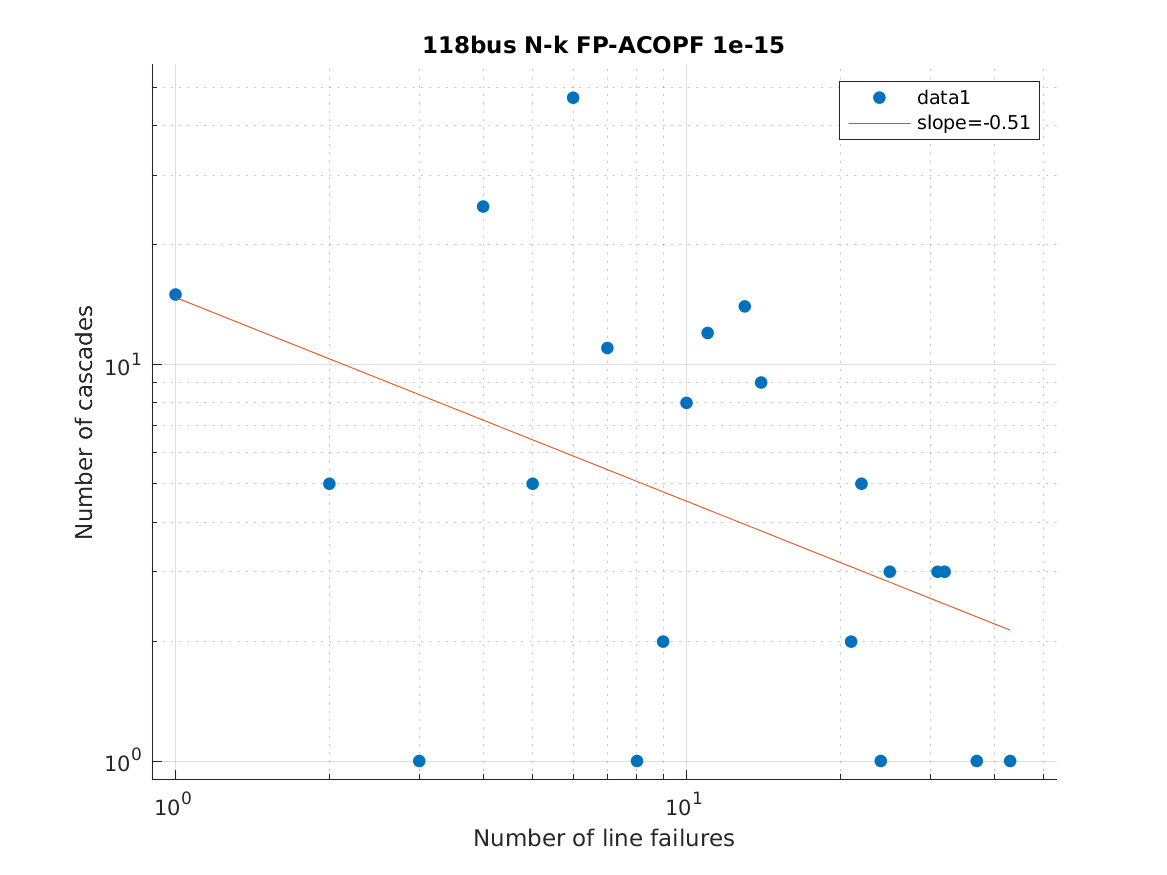 118bus N-k FP-ACOPF 1e-15
data1
slope=-0.51
Number of cascades
10^1
10^0
10^0
10^1
Number of line failures